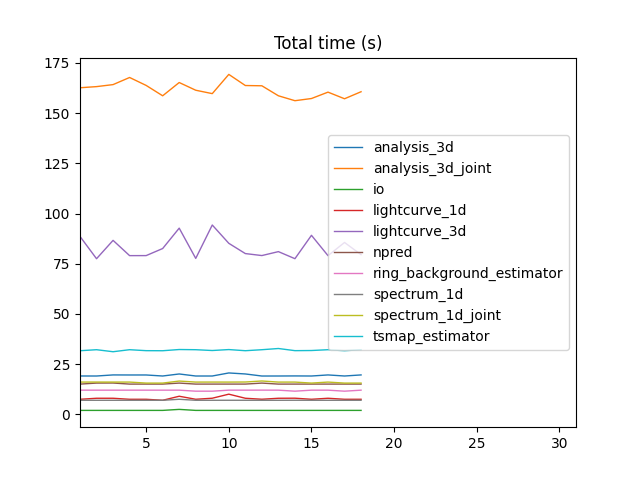 Total time (s)
175
150
125
100
75
50
25
0
analysis_3d
analysis_3d_joint
io
lightcurve_1d
lightcurve_3d
npred
ring_background_estimator
spectrum_1d
spectrum_1d_joint
tsmap_estimator
5 10 15 20 25 30